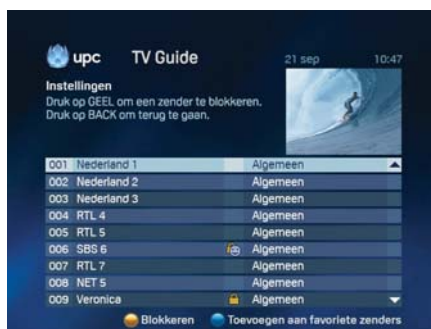 upc TV Guide 21 sep 10:47
Instellingen
Druk op GEEL om een zender te blokkeren.
Druk op BACK om terug te gaan.
001 Nederland 1 Algemeen
002 Nederland 2 Algemeen
003 Nederland 3 Algemeen
004 RTL 4 Algemeen
005 RTL 5 Algemeen
006 SBS 6 Algemeen
007 RTL 7 Algemeen
008 NET 5 Algemeen
009 Veronica Algemeen
Blokkeren Toevoegen aan favoriete zenders